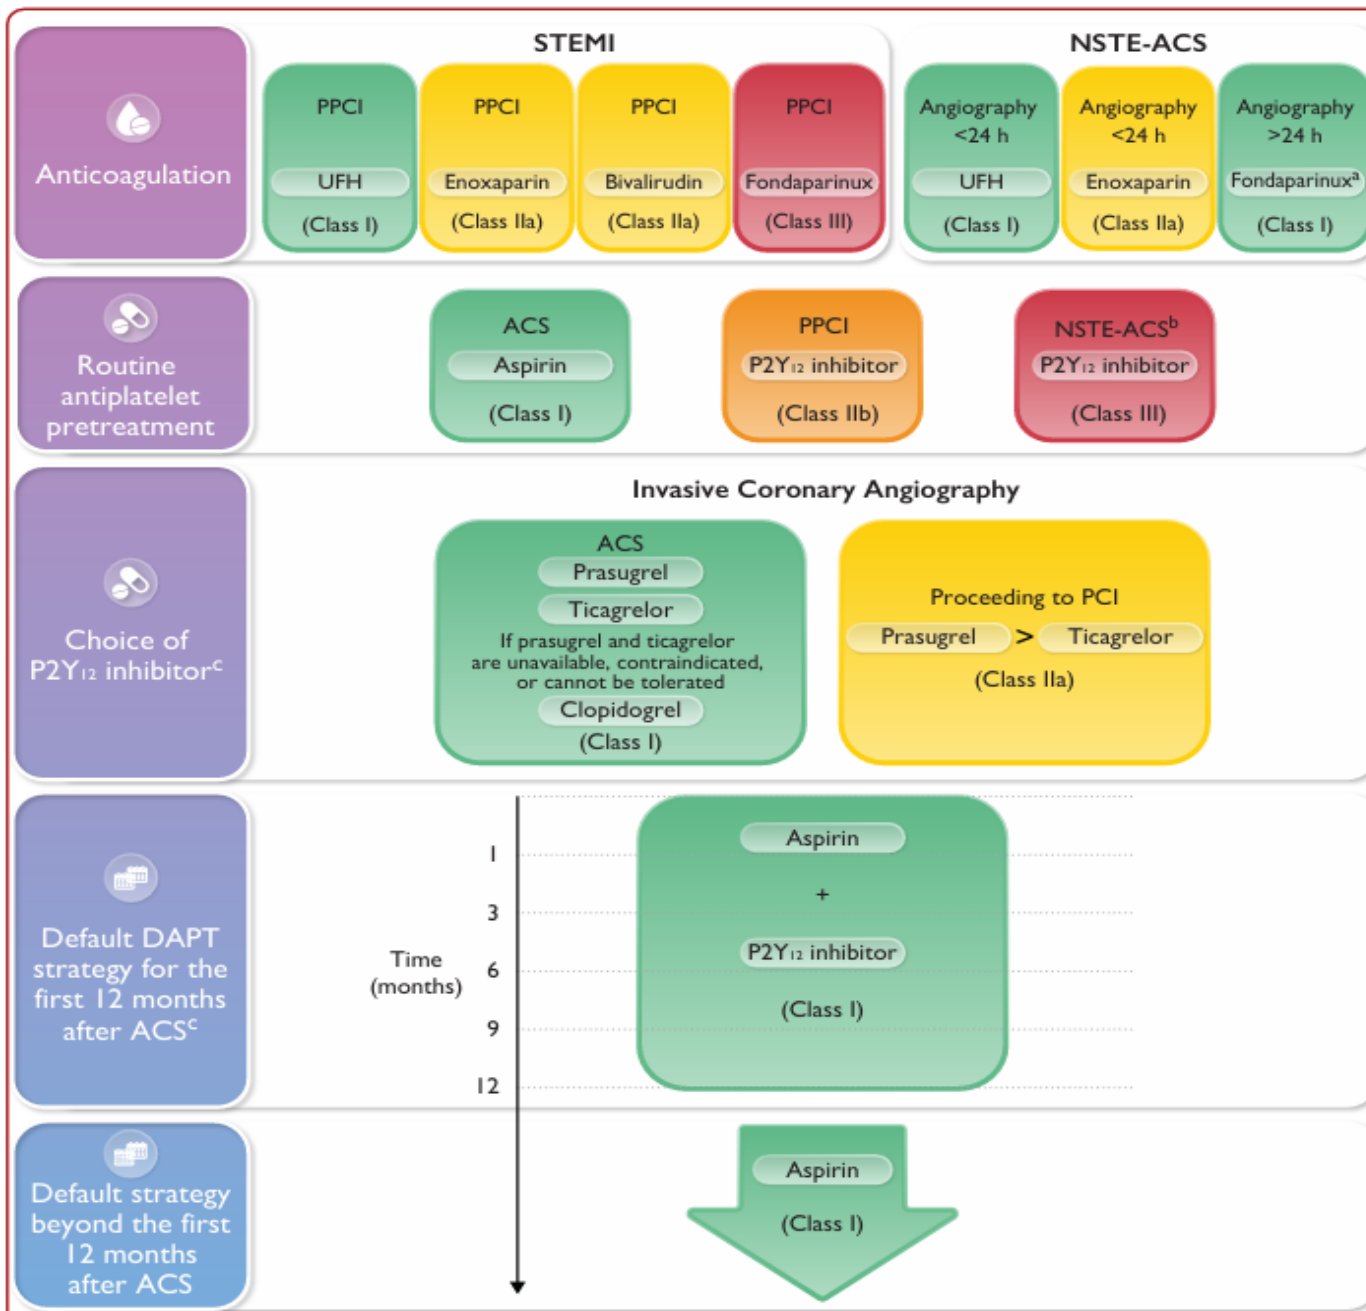 STEMI
NSTE-ACS
Anticoagulation
PPCI
UFH
(Class I)
PPCI
Enoxaparin
(Class IIa)
PPCI
Bivalirudin
(Class IIa)
PPCI
Fondaparinux
(Class III)
Angiography
<24 h
UFH
(Class I)
Angiography
<24 h
Enoxaparin
(Class IIa)
Angiography
>24 h
Fondaparinuxᵃ
(Class I)
Routine
antiplatelet
pretreatment
ACS
Aspirin
(Class I)
PPCI
P2Y₁₂ inhibitor
(Class IIb)
NSTE-ACSᵇ
P2Y₁₂ inhibitor
(Class III)
Choice of
P2Y₁₂ inhibitorᶜ
Invasive Coronary Angiography
ACS
Prasugrel
Ticagrelor
If prasugrel and ticagrelor
are unavailable, contraindicated,
or cannot be tolerated
Clopidogrel
(Class I)
Proceeding to PCI
Prasugrel > Ticagrelor
(Class IIa)
Default DAPT
strategy for the
first 12 months
after ACSᶜ
Time
(months)
1
3
6
9
12
Aspirin
+
P2Y₁₂ inhibitor
(Class I)
Default strategy
beyond the first
12 months
after ACS
Aspirin
(Class I)